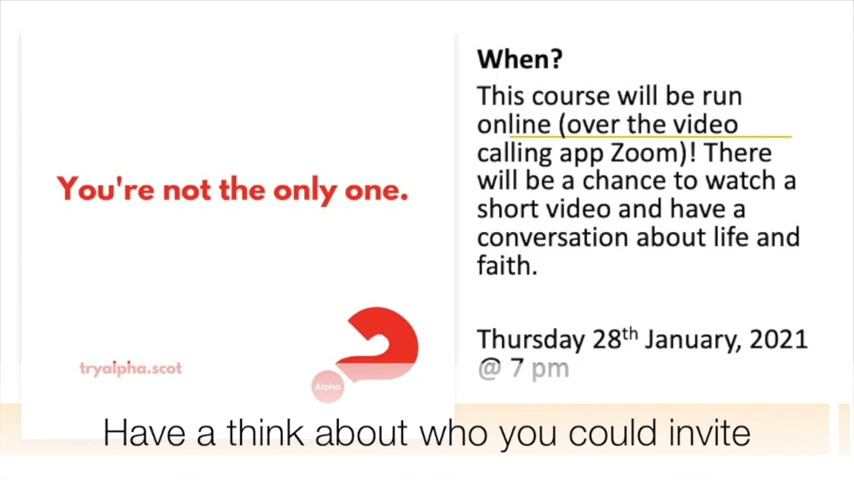 You're not the only one.
tryalpha.scot
Alpha
When?
This course will be run
online (over the video
calling app Zoom)! There
will be a chance to watch a
short video and have a
conversation about life and
faith.
Thursday 28th January, 2021
@ 7 pm
Have a think about who you could invite